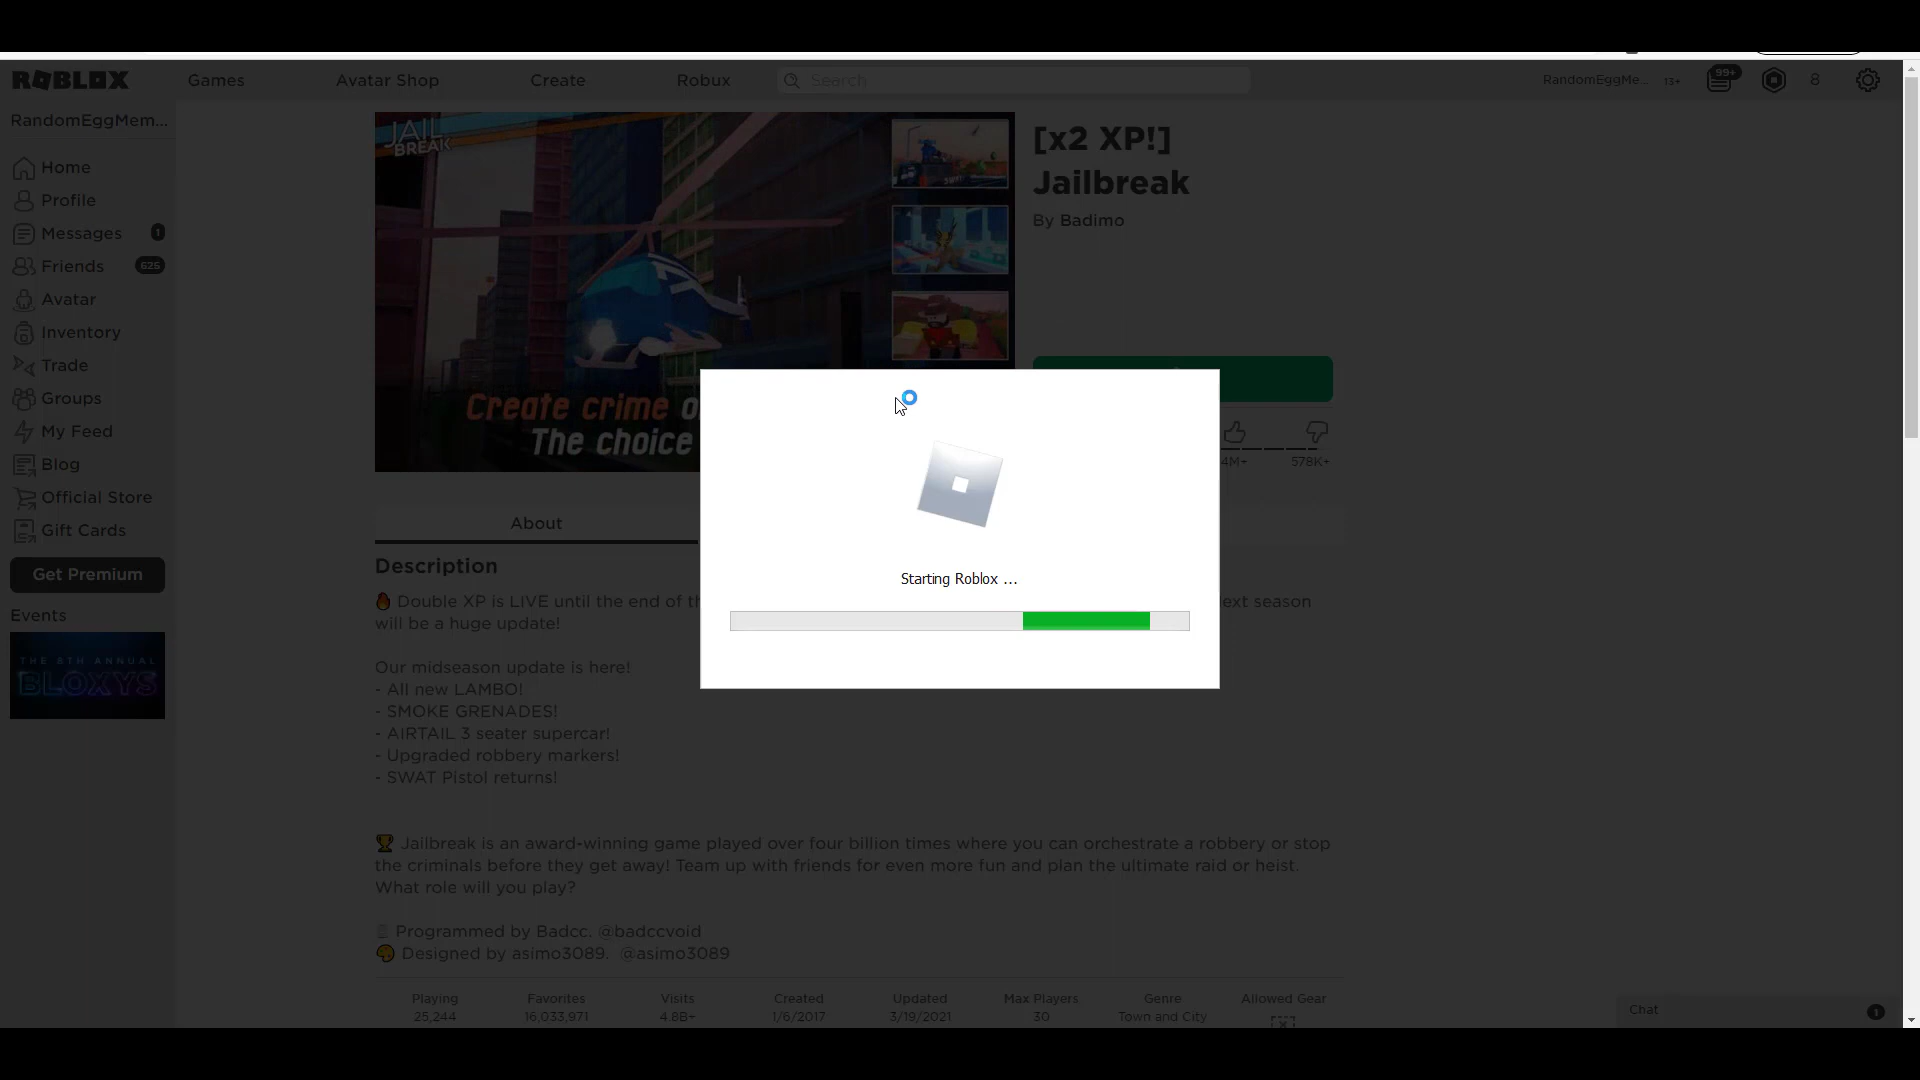 ROBLOX
Games
Avatar Shop
Create
Robux
Search
RandomEggMe...
13+
99+
8
RandomEggMem...
Home
Profile
Messages
1
Friends
625
Avatar
Inventory
Trade
Groups
My Feed
Blog
Official Store
Gift Cards
Get Premium
Events
THE 8TH ANNUAL
BLOXYS
JAIL
BREAK
Create crime o
The choice
[x2 XP!]
Jailbreak
By Badimo
4M+
578K+
Starting Roblox ...
About
Description
🔥 Double XP is LIVE until the end of th ext season
will be a huge update!
Our midseason update is here!
- All new LAMBO!
- SMOKE GRENADES!
- AIRTAIL 3 seater supercar!
- Upgraded robbery markers!
- SWAT Pistol returns!
🏆 Jailbreak is an award-winning game played over four billion times where you can orchestrate a robbery or stop
the criminals before they get away! Team up with friends for even more fun and plan the ultimate raid or heist.
What role will you play?
Programmed by Badcc. @badccvoid
🎨 Designed by asimo3089. @asimo3089
Playing
Favorites
Visits
Created
Updated
Max Players
Genre
Allowed Gear
25,244
16,033,971
4.8B+
1/6/2017
3/19/2021
30
Town and City
Chat
1